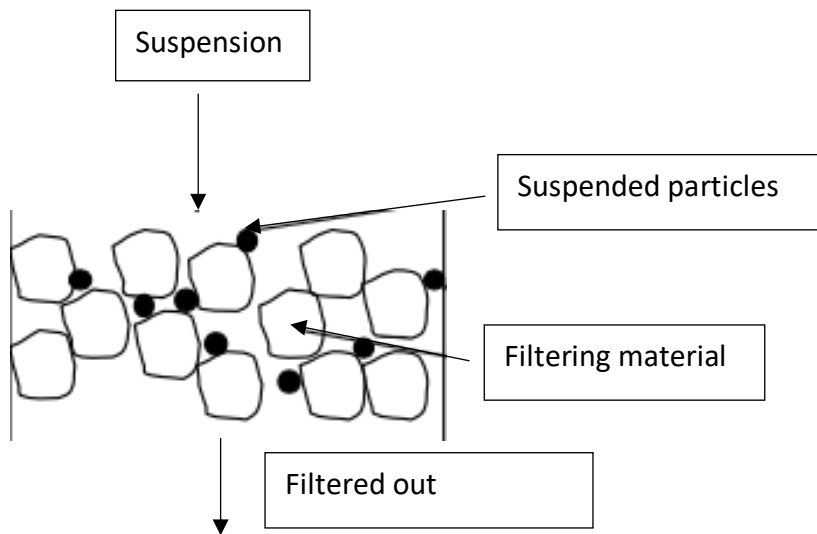 Suspension
Suspended particles
Filtering material
Filtered out